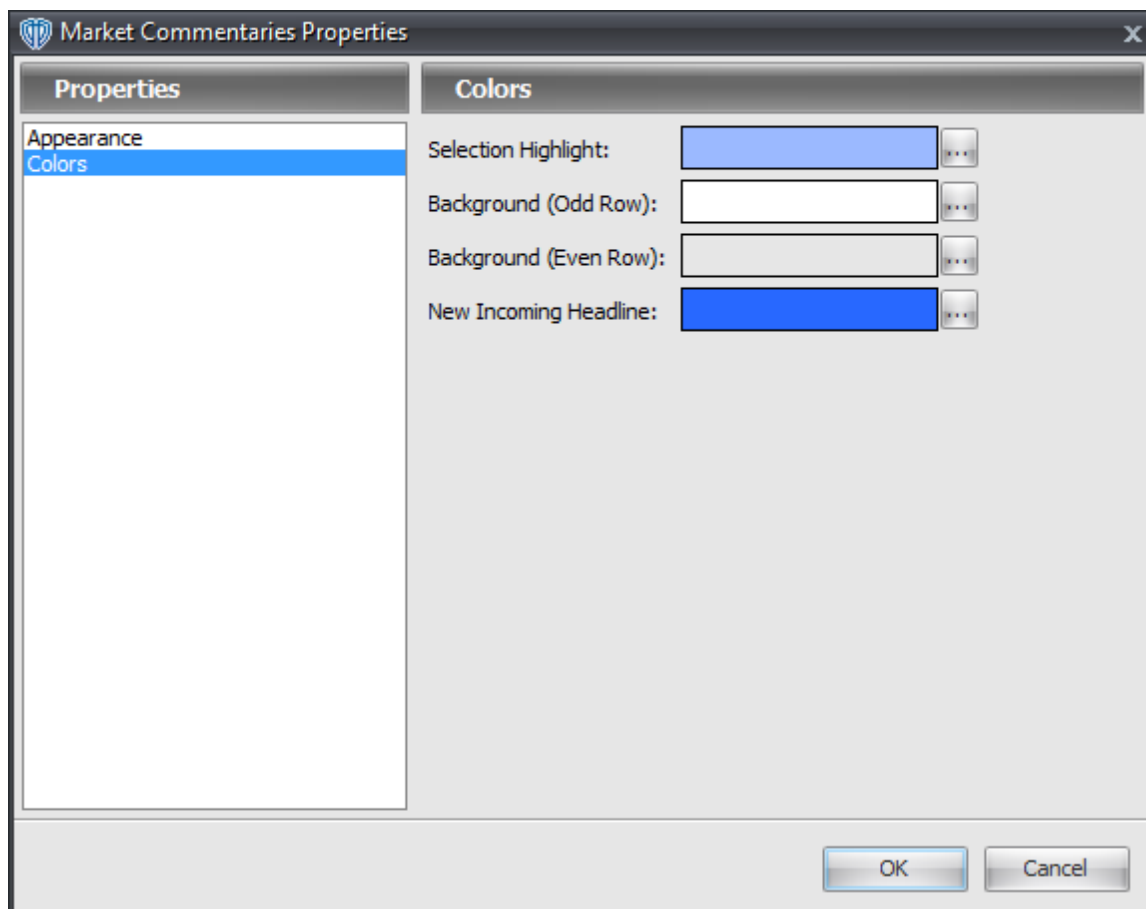 Market Commentaries Properties x
Properties
Colors
Appearance
Colors
Selection Highlight: ...
Background (Odd Row): ...
Background (Even Row): ...
New Incoming Headline: ...
OK
Cancel